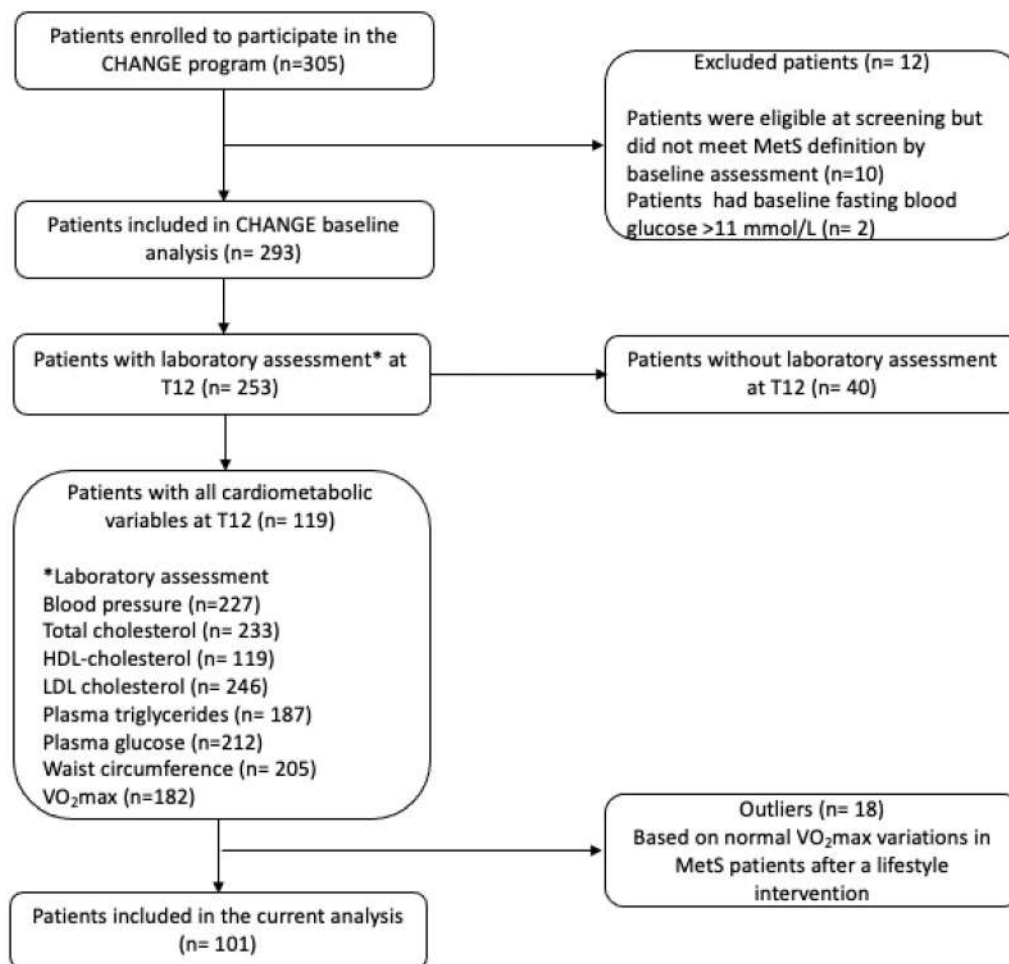 Patients enrolled to participate in the
CHANGE program (n=305)
Excluded patients (n= 12)
Patients were eligible at screening but
did not meet MetS definition by
baseline assessment (n=10)
Patients had baseline fasting blood
glucose >11 mmol/L (n= 2)
Patients included in CHANGE baseline
analysis (n= 293)
Patients with laboratory assessment* at
T12 (n= 253)
Patients without laboratory assessment
at T12 (n= 40)
Patients with all cardiometabolic
variables at T12 (n= 119)
*Laboratory assessment
Blood pressure (n=227)
Total cholesterol (n= 233)
HDL-cholesterol (n= 119)
LDL cholesterol (n= 246)
Plasma triglycerides (n= 187)
Plasma glucose (n=212)
Waist circumference (n= 205)
VO₂max (n=182)
Outliers (n= 18)
Based on normal VO₂max variations in
MetS patients after a lifestyle
intervention
Patients included in the current analysis
(n= 101)